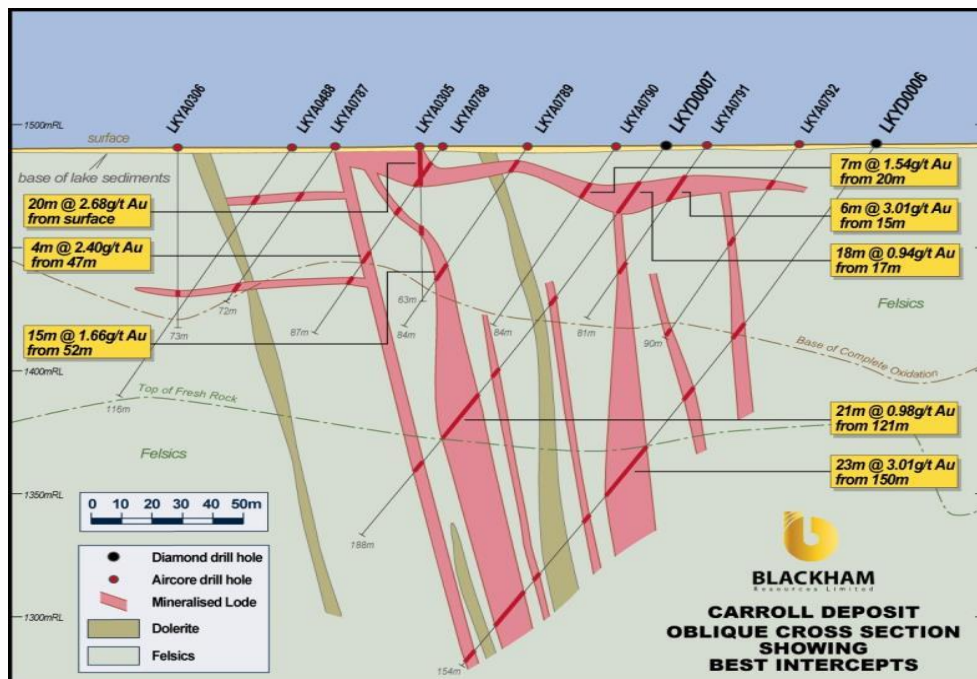 LKYA0306
LKYA0488
LKYA0787
LKYA0305
LKYA0788
LKYA0789
LKYA0790
LKYD0007
LKYA0791
LKYA0792
LKYD0006
1500mRL
surface
base of lake sediments
20m @ 2.68g/t Au
from surface
4m @ 2.40g/t Au
from 47m
15m @ 1.66g/t Au
from 52m
7m @ 1.54g/t Au
from 20m
6m @ 3.01g/t Au
from 15m
18m @ 0.94g/t Au
from 17m
Felsics
73m
72m
87m
63m
84m
84m
81m
90m
Base of Complete Oxidation
1400mRL
116m
Top of Fresh Rock
Felsics
21m @ 0.98g/t Au
from 121m
23m @ 3.01g/t Au
from 150m
1350mRL
188m
154m
1300mRL
0 10 20 30 40 50m
Diamond drill hole
Aircore drill hole
Mineralised Lode
Dolerite
Felsics
BLACKHAM
Resources Limited
CARROLL DEPOSIT
OBLIQUE CROSS SECTION
SHOWING
BEST INTERCEPTS